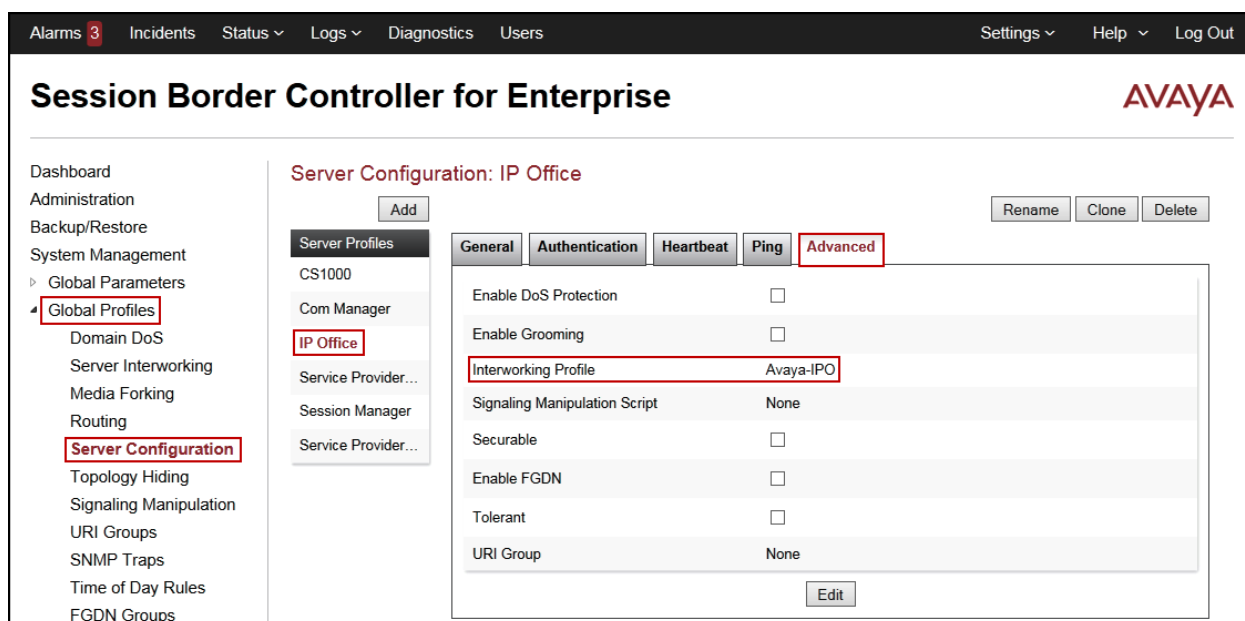 Alarms 3 Incidents Status Logs Diagnostics Users Settings Help Log Out
Session Border Controller for Enterprise
AVAYA
Dashboard
Administration
Backup/Restore
System Management
Global Parameters
Global Profiles
Domain DoS
Server Interworking
Media Forking
Routing
Server Configuration
Topology Hiding
Signaling Manipulation
URI Groups
SNMP Traps
Time of Day Rules
FGDN Groups
Server Configuration: IP Office
Add
Rename Clone Delete
Server Profiles
CS1000
Com Manager
IP Office
Service Provider...
Session Manager
Service Provider...
General Authentication Heartbeat Ping Advanced
Enable DoS Protection
Enable Grooming
Interworking Profile Avaya-IPO
Signaling Manipulation Script None
Securable
Enable FGDN
Tolerant
URI Group None
Edit